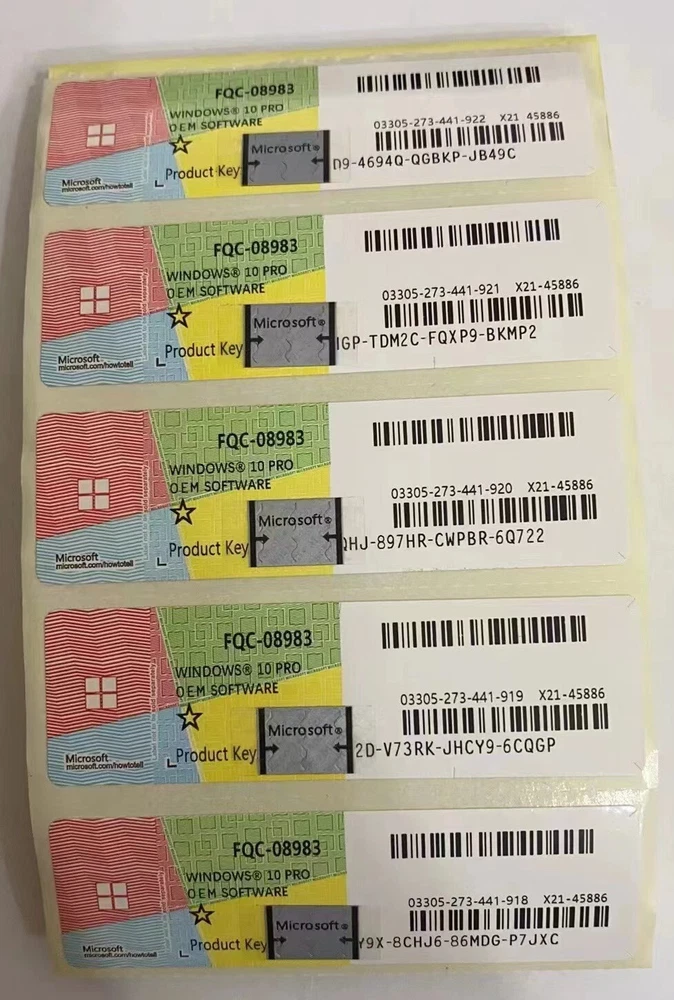 FQC-08983
WINDOWS® 10 PRO
OEM SOFTWARE
03305-273-441-922 X21 45886
Product Key
Microsoft®
D9-4694Q-QGBKP-JB49C
Microsoft
microsoft.com/howtotell
FQC-08983
WINDOWS® 10 PRO
OEM SOFTWARE
03305-273-441-921 X21-45886
Product Key
Microsoft®
GP-TDM2C-FQXP9-BKMP2
Microsoft
microsoft.com/howtotell
FQC-08983
WINDOWS® 10 PRO
OEM SOFTWARE
03305-273-441-920 X21-45886
Product Key
Microsoft®
HJ-897HR-CWPBR-6Q722
Microsoft
microsoft.com/howtotell
FQC-08983
WINDOWS® 10 PRO
OEM SOFTWARE
03305-273-441-919 X21-45886
Product Key
Microsoft®
2D-V73RK-JHCY9-6CQGP
Microsoft
microsoft.com/howtotell
FQC-08983
WINDOWS® 10 PRO
OEM SOFTWARE
03305-273-441-918 X21-45886
Product Key
Microsoft®
9X-8CHJ6-86MDG-P7JXC
Microsoft
microsoft.com/howtotell